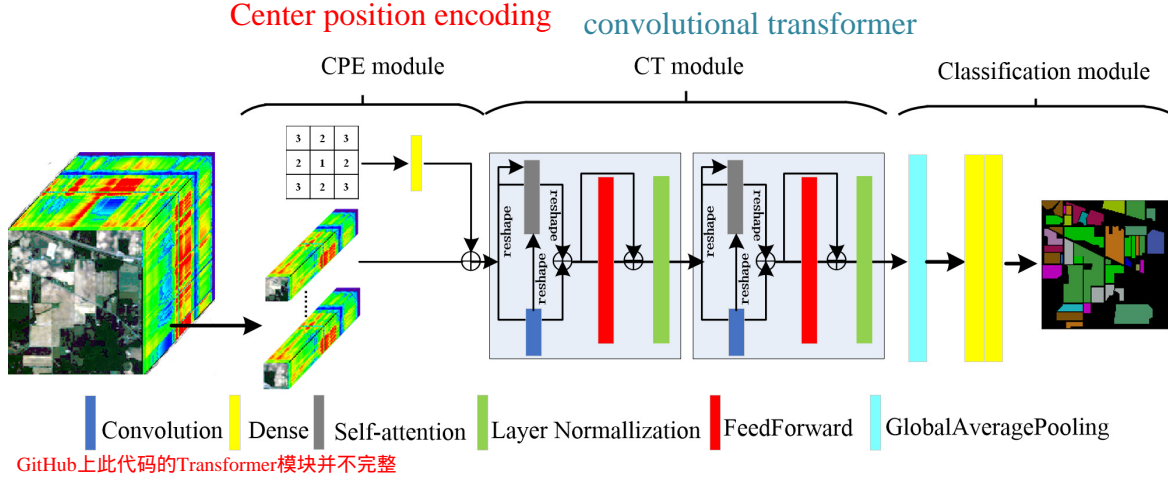 Center position encoding
convolutional transformer
CPE module
CT module
Classification module
3 2 3
2 1 2
3 2 3
reshape
reshape
reshape
reshape
reshape
reshape
Convolution
Dense
Self-attention
Layer Normallization
FeedForward
GlobalAveragePooling
GitHub上此代码的Transformer模块并不完整